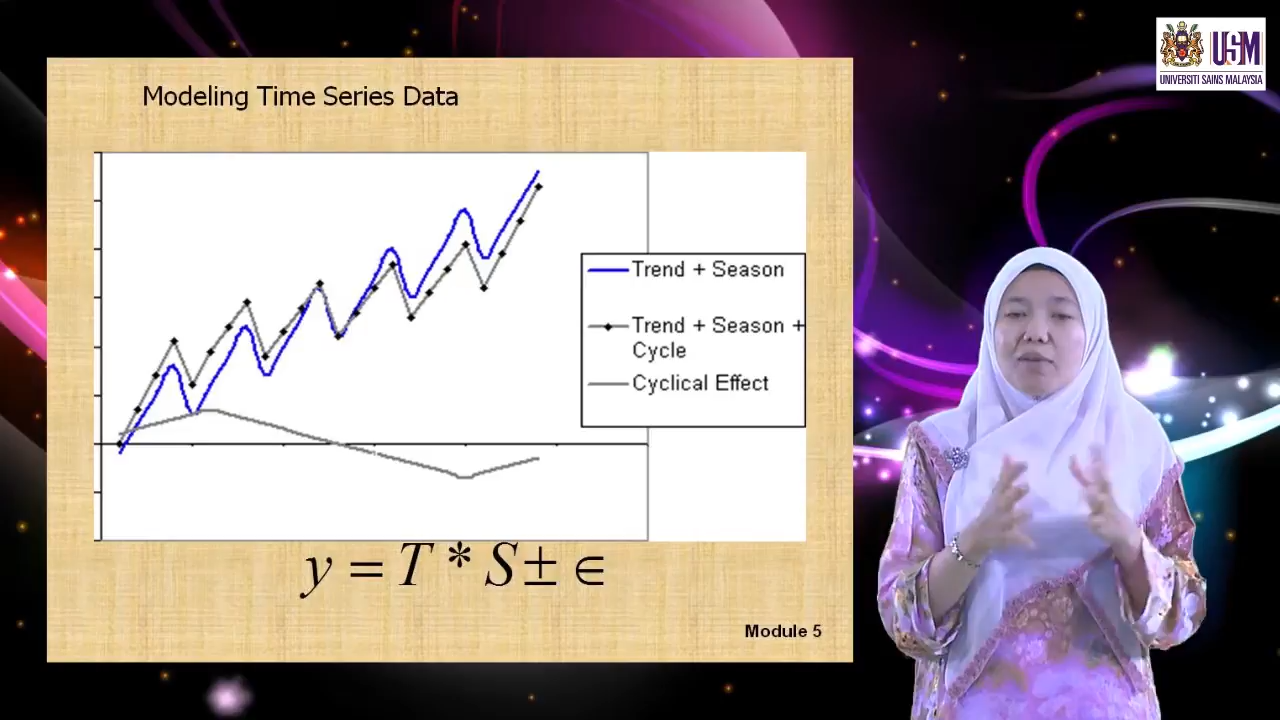 USM
UNIVERSITI SAINS MALAYSIA
Modeling Time Series Data
Trend + Season
Trend + Season +
Cycle
Cyclical Effect
y = T * S ± ∈
Module 5